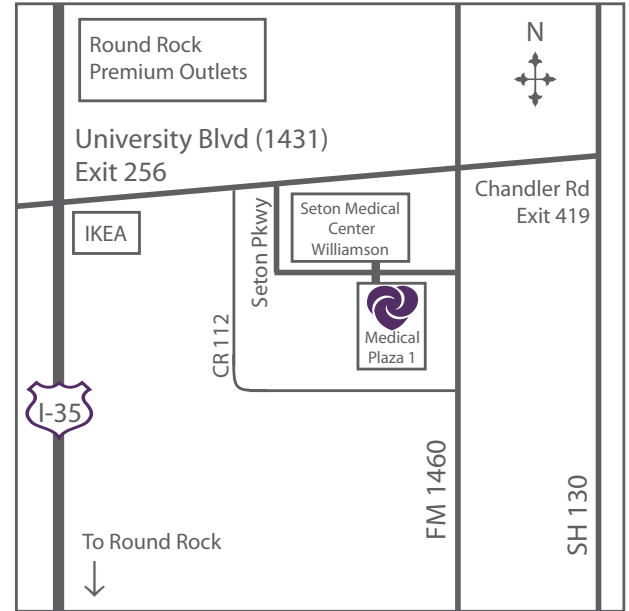 Round Rock
Premium Outlets
N
University Blvd (1431)
Exit 256
Chandler Rd
Exit 419
IKEA
Seton Pkwy
Seton Medical
Center
Williamson
Medical
Plaza 1
CR 112
I-35
FM 1460
SH 130
To Round Rock